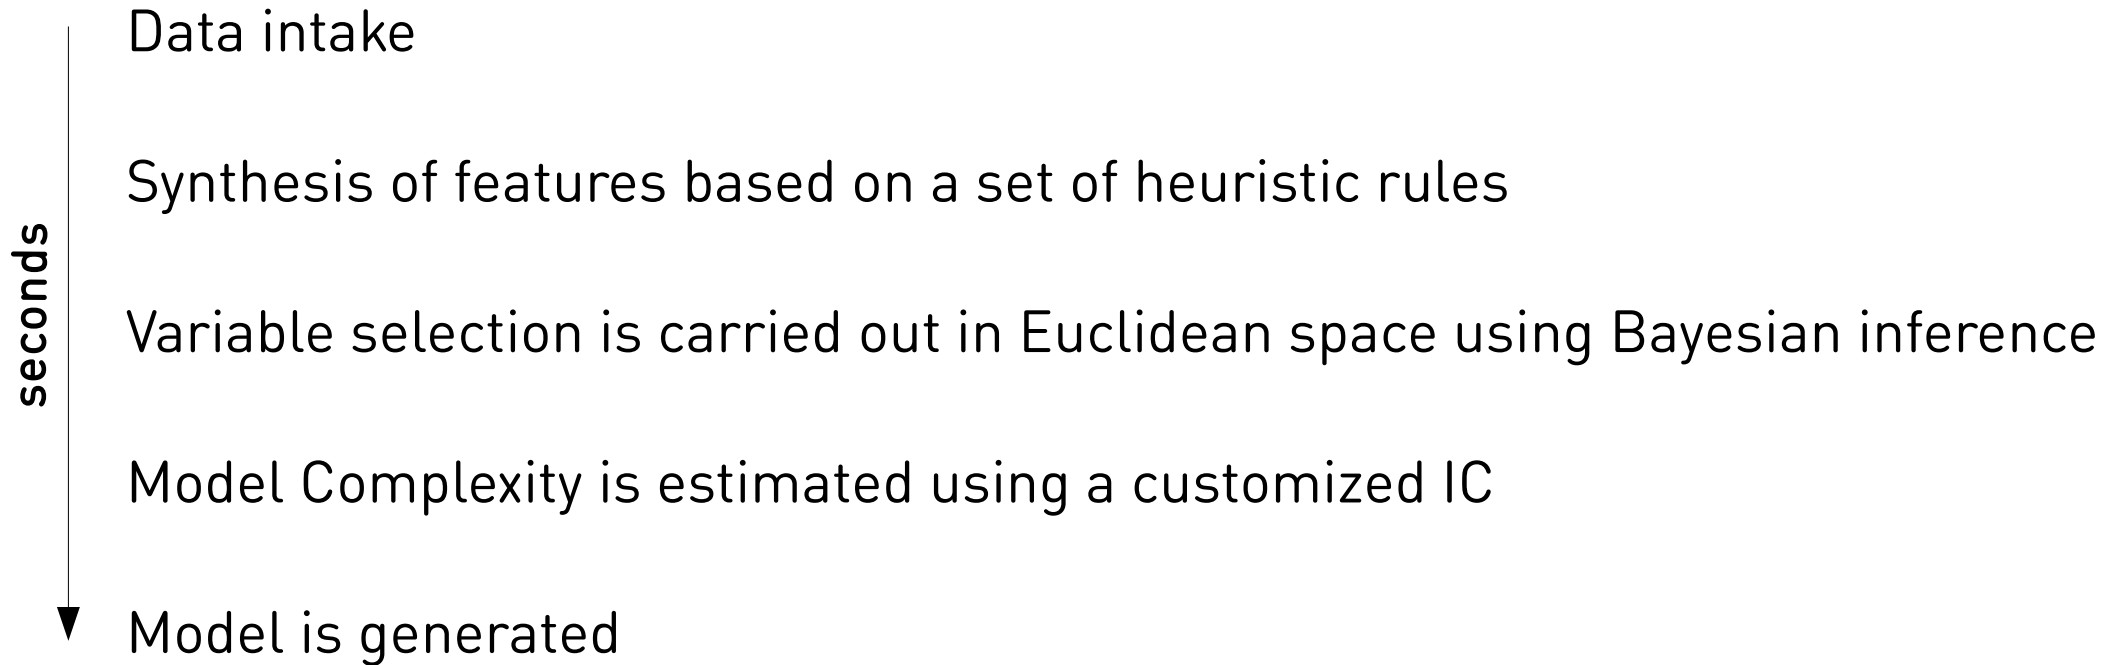 Data intake
Synthesis of features based on a set of heuristic rules
seconds
Variable selection is carried out in Euclidean space using Bayesian inference
Model Complexity is estimated using a customized IC
Model is generated